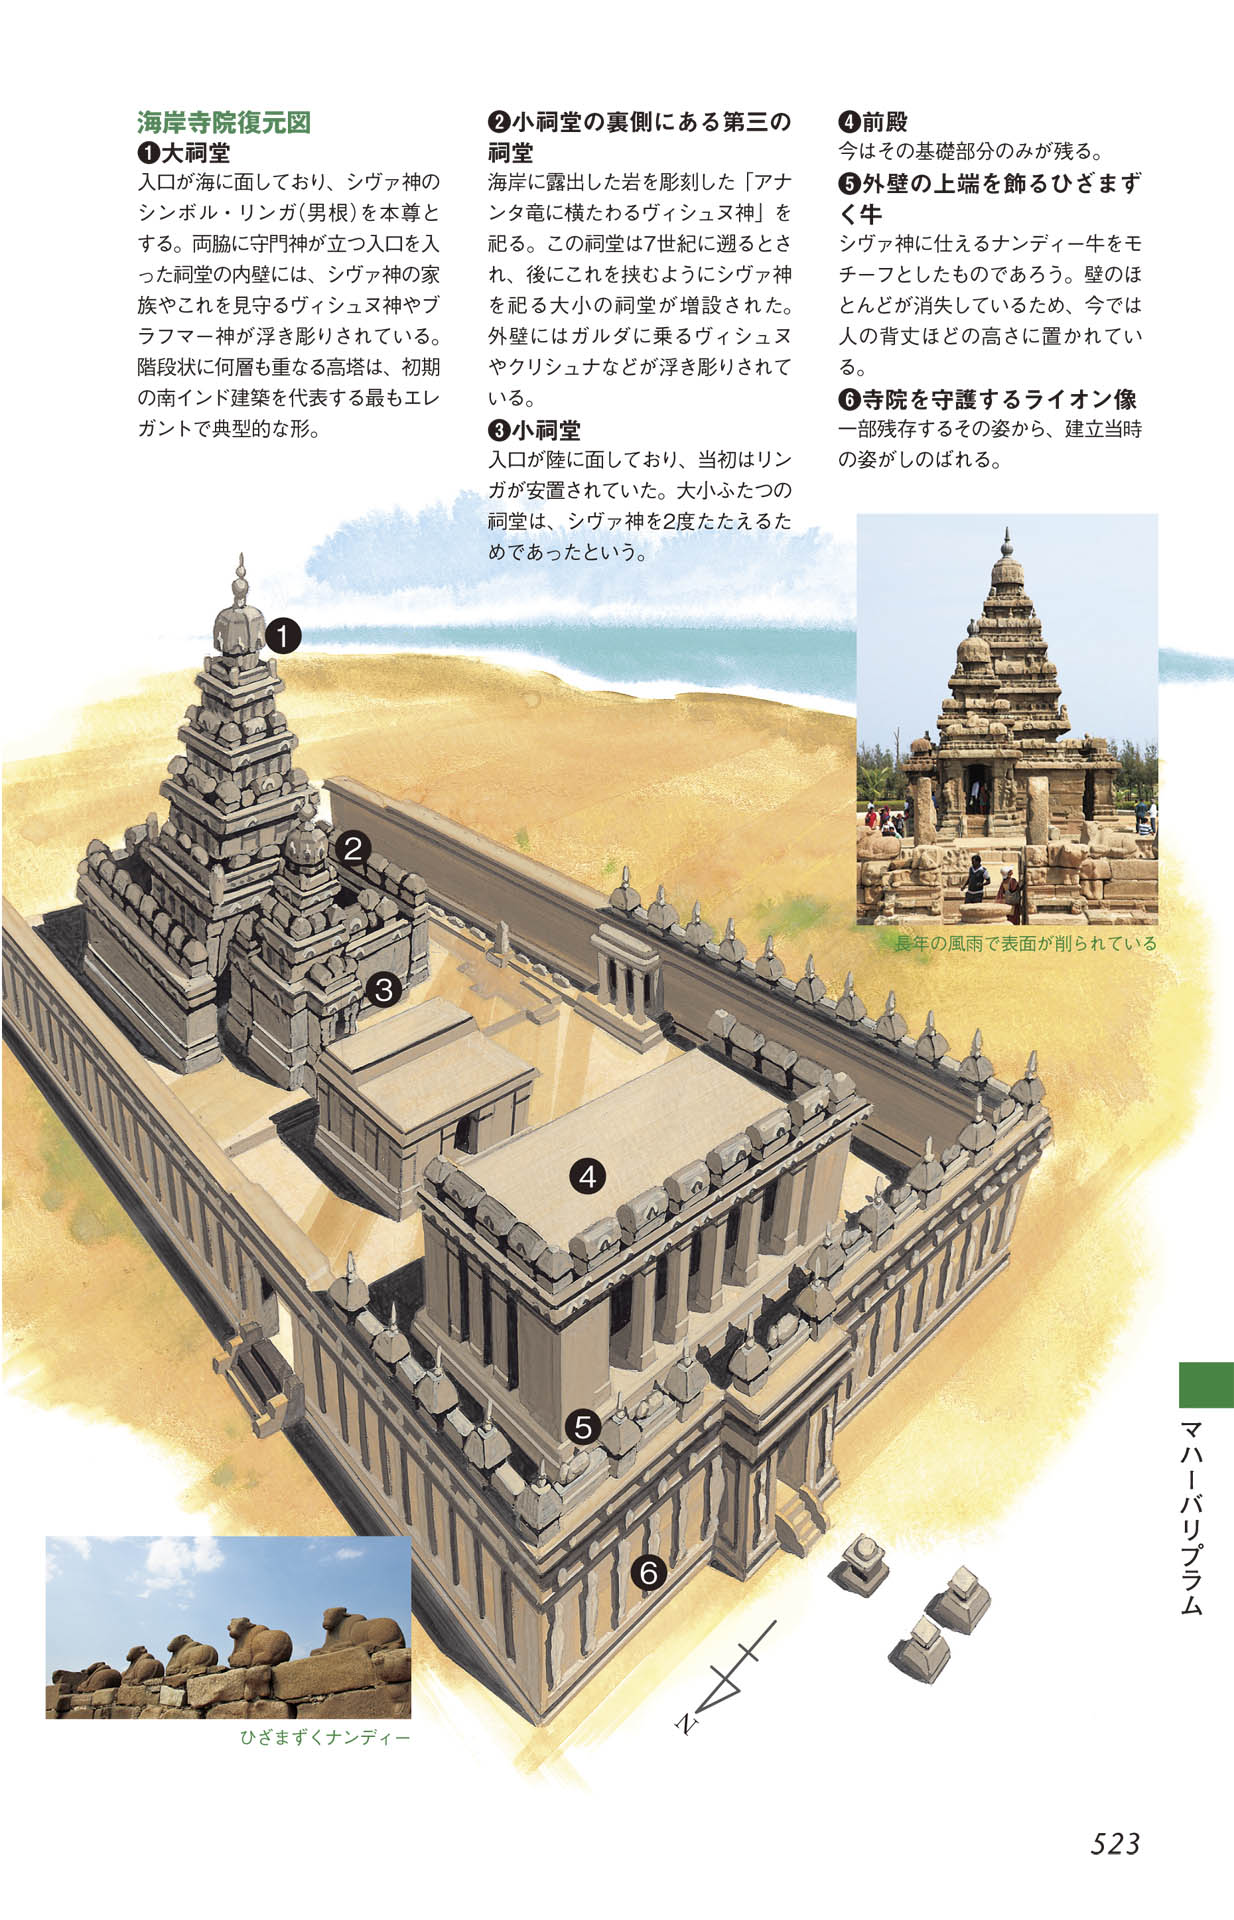 海岸寺院復元図
❶大祠堂
入口が海に面しており、シヴァ神の
シンボル・リンガ(男根)を本尊と
する。両脇に守門神が立つ入口を入
った祠堂の内壁には、シヴァ神の家
族やこれを見守るヴィシュヌ神やブ
ラフマー神が浮き彫りされている。
階段状に何層も重なる高塔は、初期
の南インド建築を代表する最もエレ
ガントで典型的な形。
❷小祠堂の裏側にある第三の
祠堂
海岸に露出した岩を彫刻した「アナ
ンタ竜に横たわるヴィシュヌ神」を
祀る。この祠堂は7世紀に遡るとさ
れ、後にこれを挟むようにシヴァ神
を祀る大小の祠堂が増設された。
外壁にはガルダに乗るヴィシュヌ
やクリシュナなどが浮き彫りされて
いる。
❸小祠堂
入口が陸に面しており、当初はリン
ガが安置されていた。大小ふたつの
祠堂は、シヴァ神を2度たたえるた
めであったという。
❹前殿
今はその基礎部分のみが残る。
❺外壁の上端を飾るひざまず
く牛
シヴァ神に仕えるナンディー牛をモ
チーフとしたものであろう。壁のほ
とんどが消失しているため、今では
人の背丈ほどの高さに置かれてい
る。
❻寺院を守護するライオン像
一部残存するその姿から、建立当時
の姿がしのばれる。
❶
❷
❸
❹
❺
❻
長年の風雨で表面が削られている
マハーバリプラム
N
ひざまずくナンディー
523